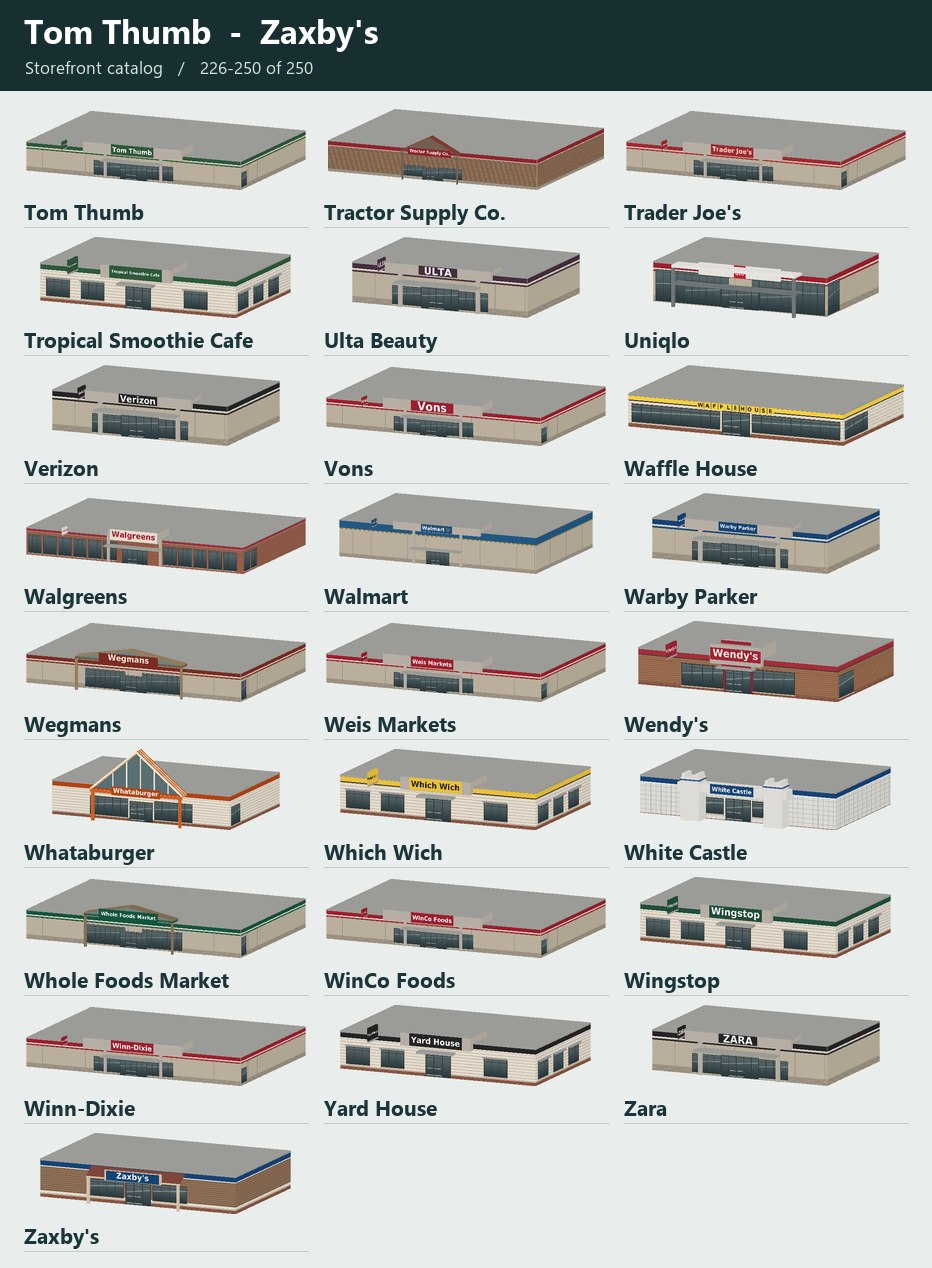 Tom Thumb - Zaxby's
Storefront catalog / 226-250 of 250
Tom Thumb
Tractor Supply Co.
Trader Joe's
Tom Thumb
Tractor Supply Co.
Trader Joe's
Tropical Smoothie Cafe
ULTA
Tropical Smoothie Cafe
Ulta Beauty
Uniqlo
Verizon
Vons
WAFFLE HOUSE
Verizon
Vons
Waffle House
Walgreens
Walmart
Warby Parker
Walgreens
Walmart
Warby Parker
Wegmans
Weis Markets
Wendy's
Wegmans
Weis Markets
Wendy's
Whataburger
Which Wich
White Castle
Whataburger
Which Wich
White Castle
Whole Foods Market
WinCo Foods
Wingstop
Whole Foods Market
WinCo Foods
Wingstop
Winn-Dixie
Yard House
ZARA
Winn-Dixie
Yard House
Zara
Zaxby's
Zaxby's